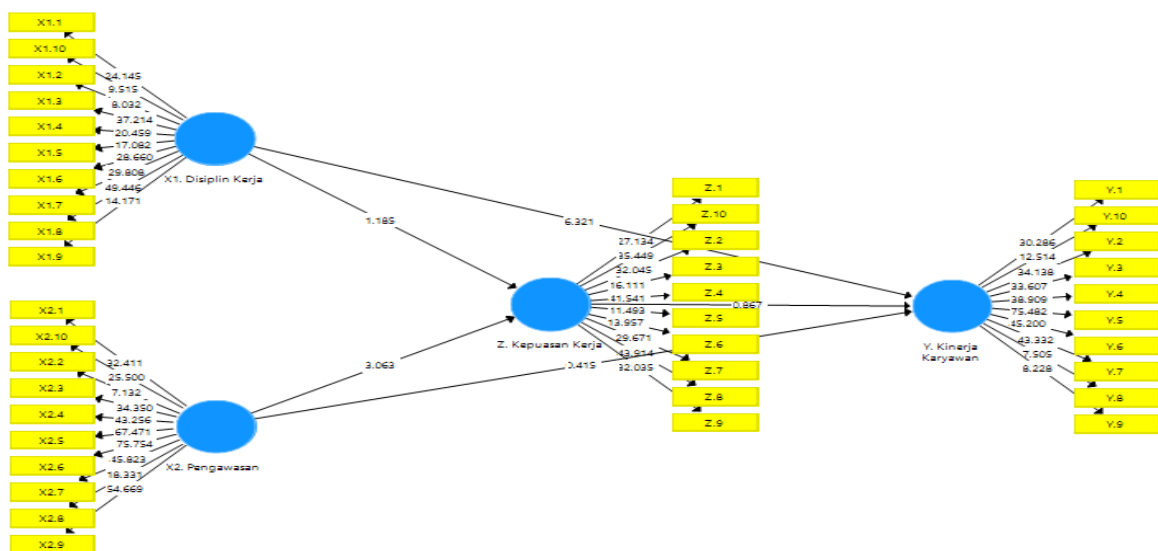 X1.1
X1.10
X1.2
X1.3
X1.4
X1.5
X1.6
X1.7
X1.8
X1.9
24.145
9.515
8.032
37.214
20.459
17.082
28.660
29.808
49.446
14.171
X1. Disiplin Kerja
X2.1
X2.10
X2.2
X2.3
X2.4
X2.5
X2.6
X2.7
X2.8
X2.9
32.411
25.500
7.132
34.350
43.256
67.471
75.754
45.823
18.331
54.669
X2. Pengawasan
1.185
3.063
6.321
0.867
0.415
Z. Kepuasan Kerja
27.134
35.449
32.045
16.111
41.541
11.493
13.957
29.671
32.035
Z.1
Z.10
Z.2
Z.3
Z.4
Z.5
Z.6
Z.7
Z.8
Z.9
Y. Kinerja
Karyawan
30.286
12.514
34.138
33.607
38.909
75.482
45.200
43.332
7.505
8.228
Y.1
Y.10
Y.2
Y.3
Y.4
Y.5
Y.6
Y.7
Y.8
Y.9